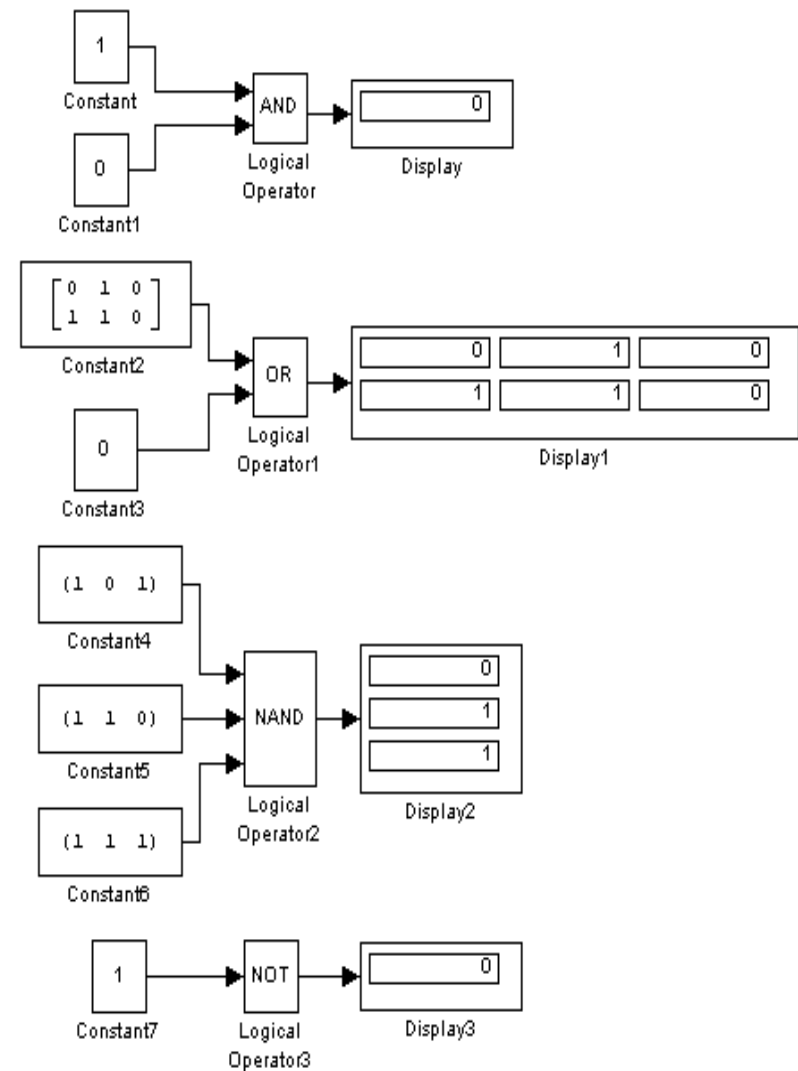 1
Constant
AND
0
Logical
Operator
Display
0
Constant1
0 1 0
1 1 0
Constant2
OR
0 1 0
1 1 0
Logical
Operator1
Display1
0
Constant3
(1 0 1)
Constant4
(1 1 0)
Constant5
(1 1 1)
Constant6
NAND
Logical
Operator2
0
1
1
Display2
1
Constant7
NOT
Logical
Operator3
0
Display3